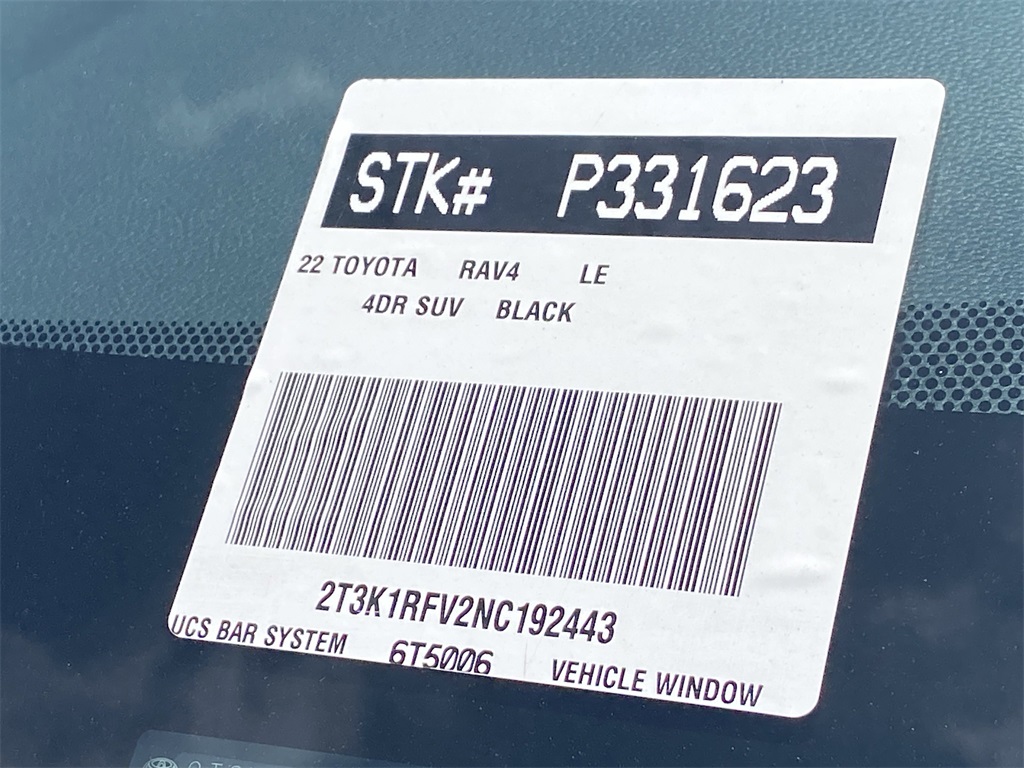 STK# P331623
22 TOYOTA RAV4 LE
4DR SUV BLACK
2T3K1RFV2NC192443
UCS BAR SYSTEM 6T5006 VEHICLE WINDOW